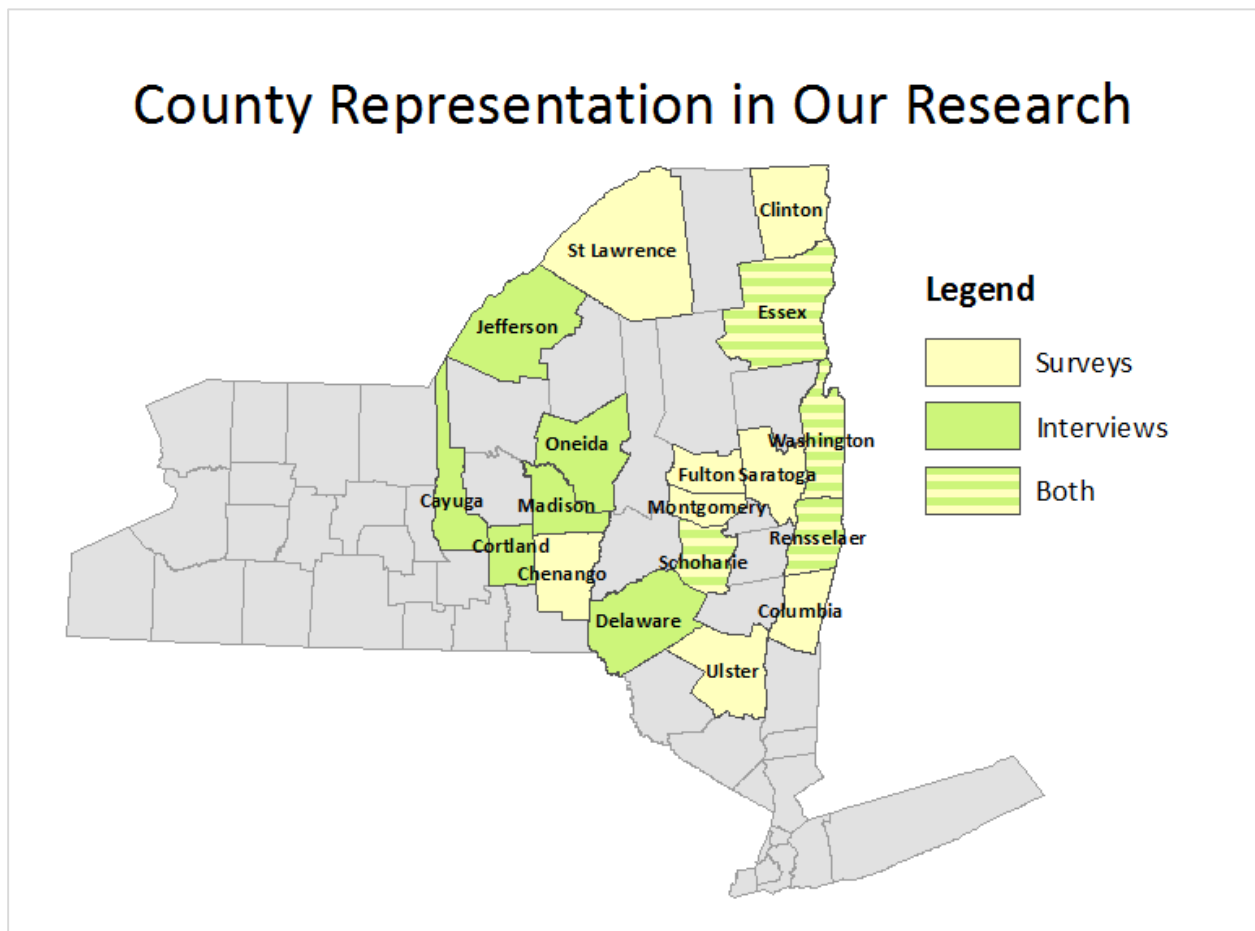 County Representation in Our Research
Clinton
St Lawrence
Essex
Jefferson
Legend
Surveys
Interviews
Both
Oneida
Washington
Fulton
Saratoga
Cayuga
Madison
Montgomery
Rensselaer
Cortland
Schoharie
Chenango
Columbia
Delaware
Ulster